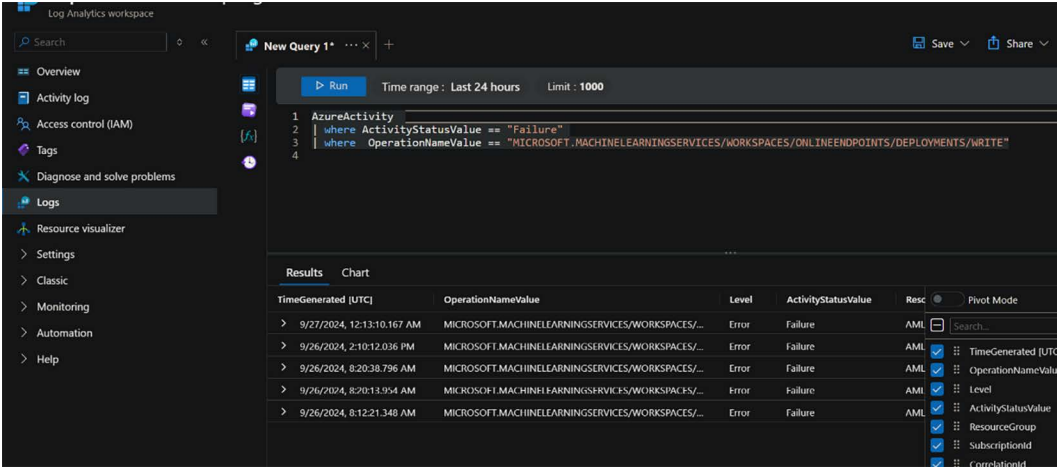 Log Analytics workspace
Search
Overview
Activity log
Access control (IAM)
Tags
Diagnose and solve problems
Logs
Resource visualizer
Settings
Classic
Monitoring
Automation
Help
New Query 1* ··· ×
Save
Share
Run Time range : Last 24 hours Limit : 1000
1 AzureActivity
2 | where ActivityStatusValue == "Failure"
3 | where OperationNameValue == "MICROSOFT.MACHINELEARNINGSERVICES/WORKSPACES/ONLINEENDPOINTS/DEPLOYMENTS/WRITE"
4
Results Chart
TimeGenerated [UTC] OperationNameValue Level ActivityStatusValue Reso
9/27/2024, 12:13:10.167 AM MICROSOFT.MACHINELEARNINGSERVICES/WORKSPACES/... Error Failure AML
9/26/2024, 2:10:12.036 PM MICROSOFT.MACHINELEARNINGSERVICES/WORKSPACES/... Error Failure AML
9/26/2024, 8:20:38.796 AM MICROSOFT.MACHINELEARNINGSERVICES/WORKSPACES/... Error Failure AML
9/26/2024, 8:20:13.954 AM MICROSOFT.MACHINELEARNINGSERVICES/WORKSPACES/... Error Failure AML
9/26/2024, 8:12:21.348 AM MICROSOFT.MACHINELEARNINGSERVICES/WORKSPACES/... Error Failure AML
Pivot Mode
Search...
TimeGenerated [UTC
OperationNameValu
Level
ActivityStatusValue
ResourceGroup
SubscriptionId
CorrelationId